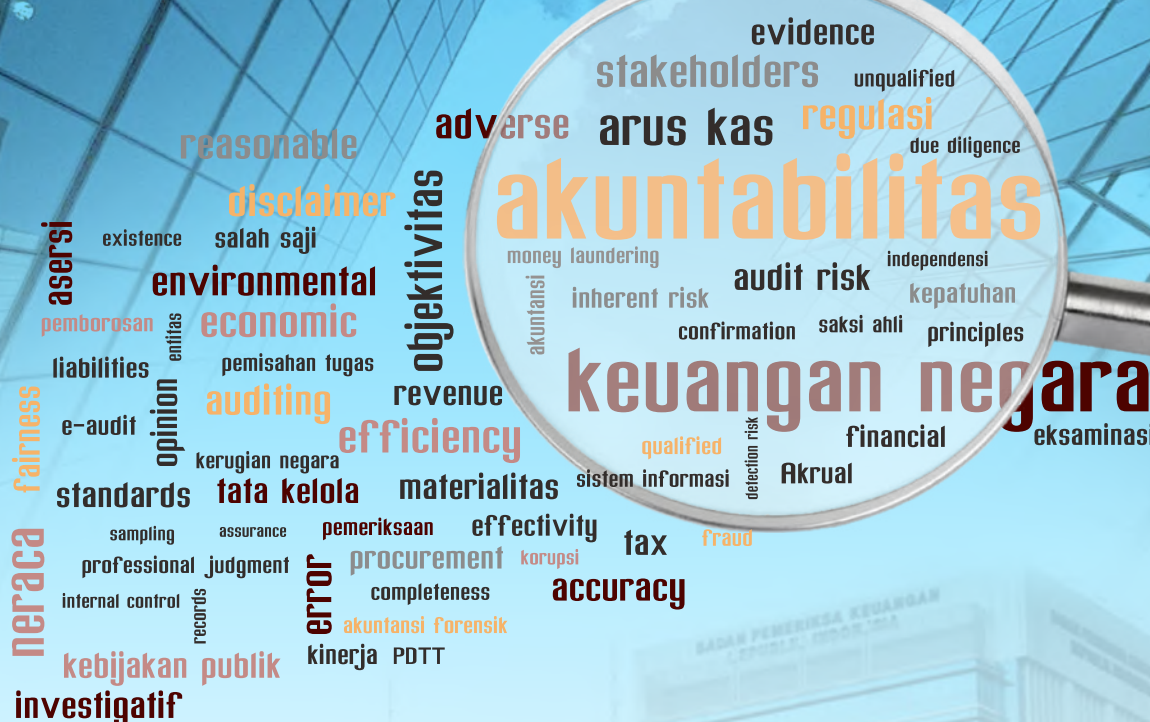 evidence
stakeholders
unqualified
adverse
arus kas
regulasi
reasonable
due diligence
akuntabilitas
disclaimer
objektivitas
asersi
existence
salah saji
money laundering
independensi
environmental
audit risk
akuntansi
inherent risk
kepatuhan
pemborosan
entitas
economic
confirmation
saksi ahli
principles
liabilities
pemisahan tugas
keuangan negara
revenue
fairness
auditing
opinion
e-audit
efficiency
qualified
detection risk
financial
eksaminasi
kerugian negara
sistem informasi
Akrual
standards
tata kelola
materialitas
sampling
assurance
pemeriksaan
effectivity
tax
fraud
neraca
professional judgment
error
procurement
korupsi
accuracy
completeness
internal control
records
akuntansi forensik
kinerja
PDTT
kebijakan publik
investigatif
BADAN PEMERIKSA KEUANGAN